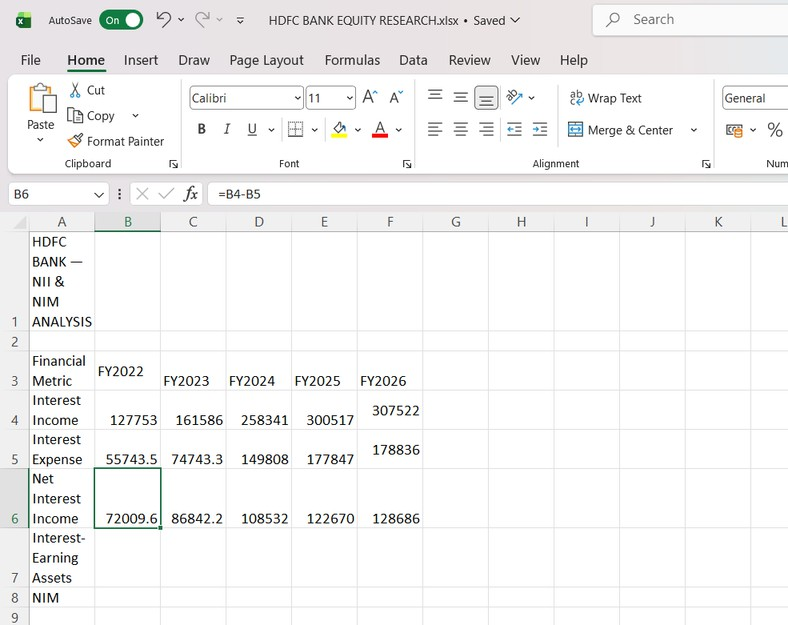 AutoSave On HDFC BANK EQUITY RESEARCH.xlsx • Saved Search
File Home Insert Draw Page Layout Formulas Data Review View Help
Paste
Cut
Copy
Format Painter
Clipboard
Calibri 11 A A
B I U A
Font
ab Wrap Text
Merge & Center
Alignment
General
%
Num
B6 fx =B4-B5
A B C D E F G H I J K L
1 HDFC
BANK —
NII &
NIM
ANALYSIS
2
3 Financial
Metric FY2022 FY2023 FY2024 FY2025 FY2026
4 Interest
Income 127753 161586 258341 300517 307522
5 Interest
Expense 55743.5 74743.3 149808 177847 178836
6 Net
Interest
Income 72009.6 86842.2 108532 122670 128686
7 Interest-
Earning
Assets
8 NIM
9